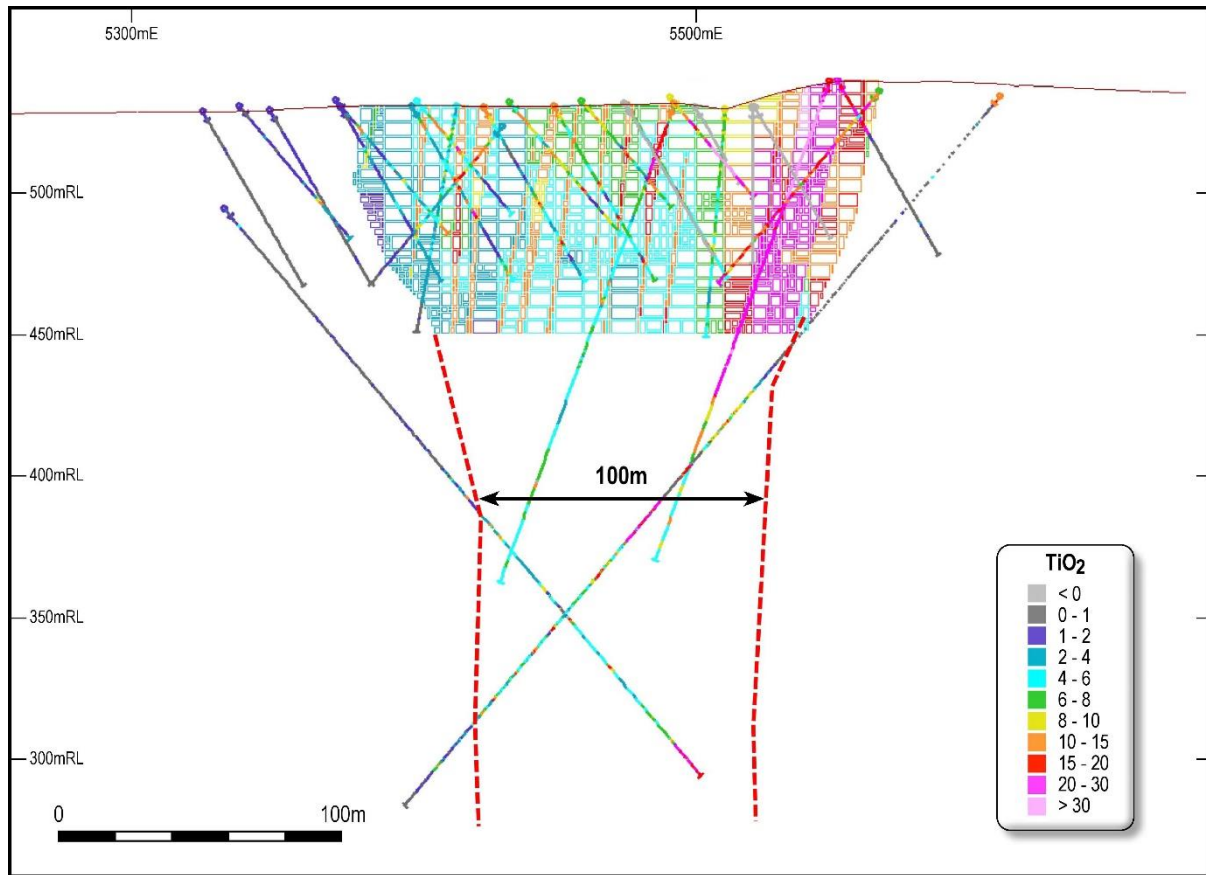 5300mE
5500mE
500mRL
450mRL
400mRL
350mRL
300mRL
100m
TiO₂
< 0
0 - 1
1 - 2
2 - 4
4 - 6
6 - 8
8 - 10
10 - 15
15 - 20
20 - 30
> 30
0
100m